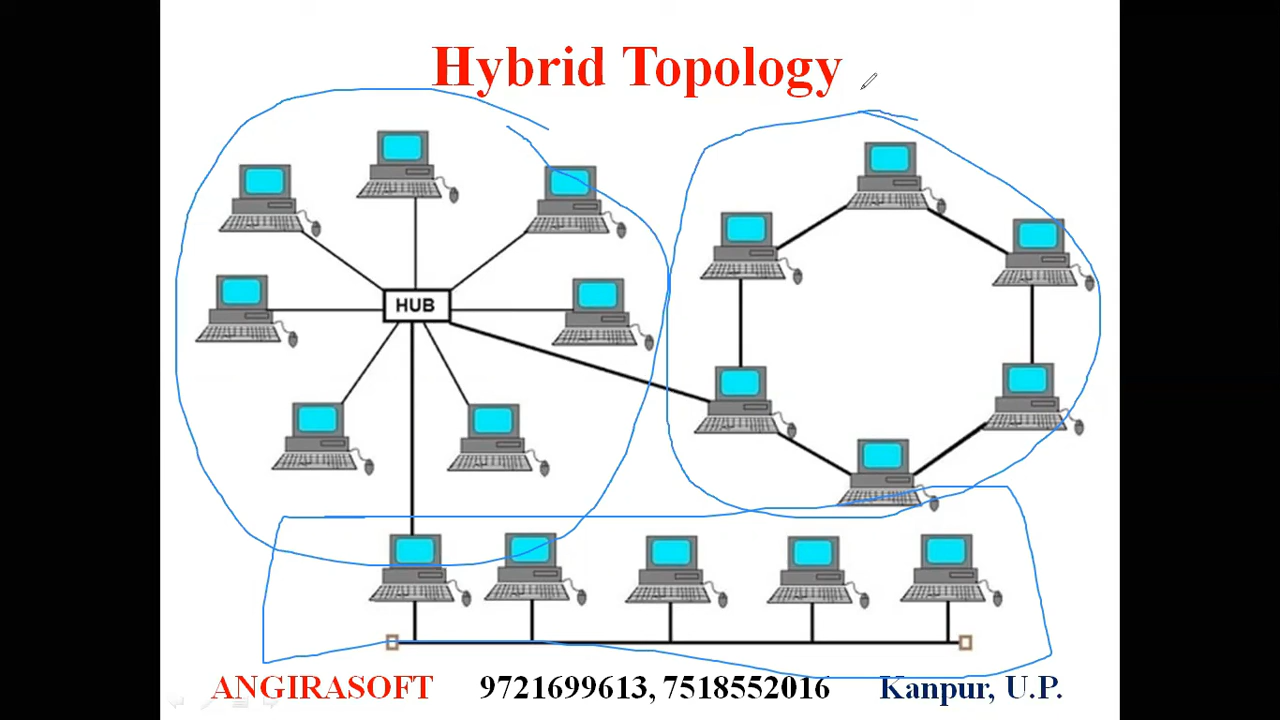 Hybrid Topology
HUB
ANGIRASOFT 9721699613, 7518552016 Kanpur, U.P.